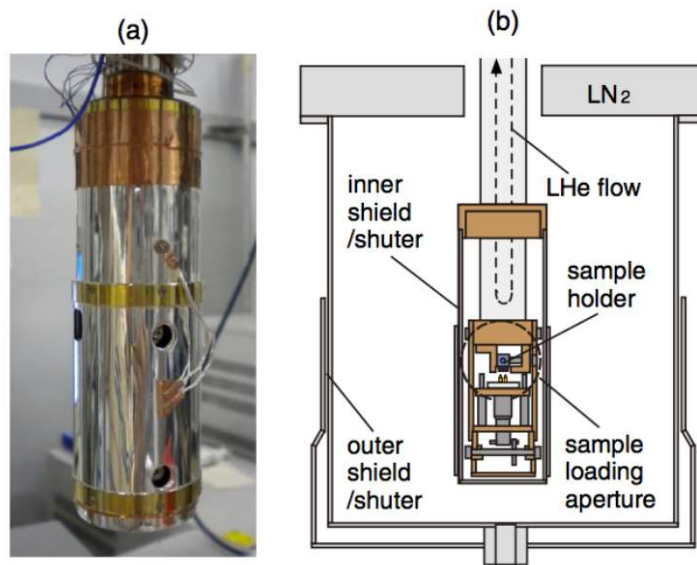 (a)
(b)
LN2
LHe flow
inner
shield
/shuter
sample
holder
outer
shield
/shuter
sample
loading
aperture